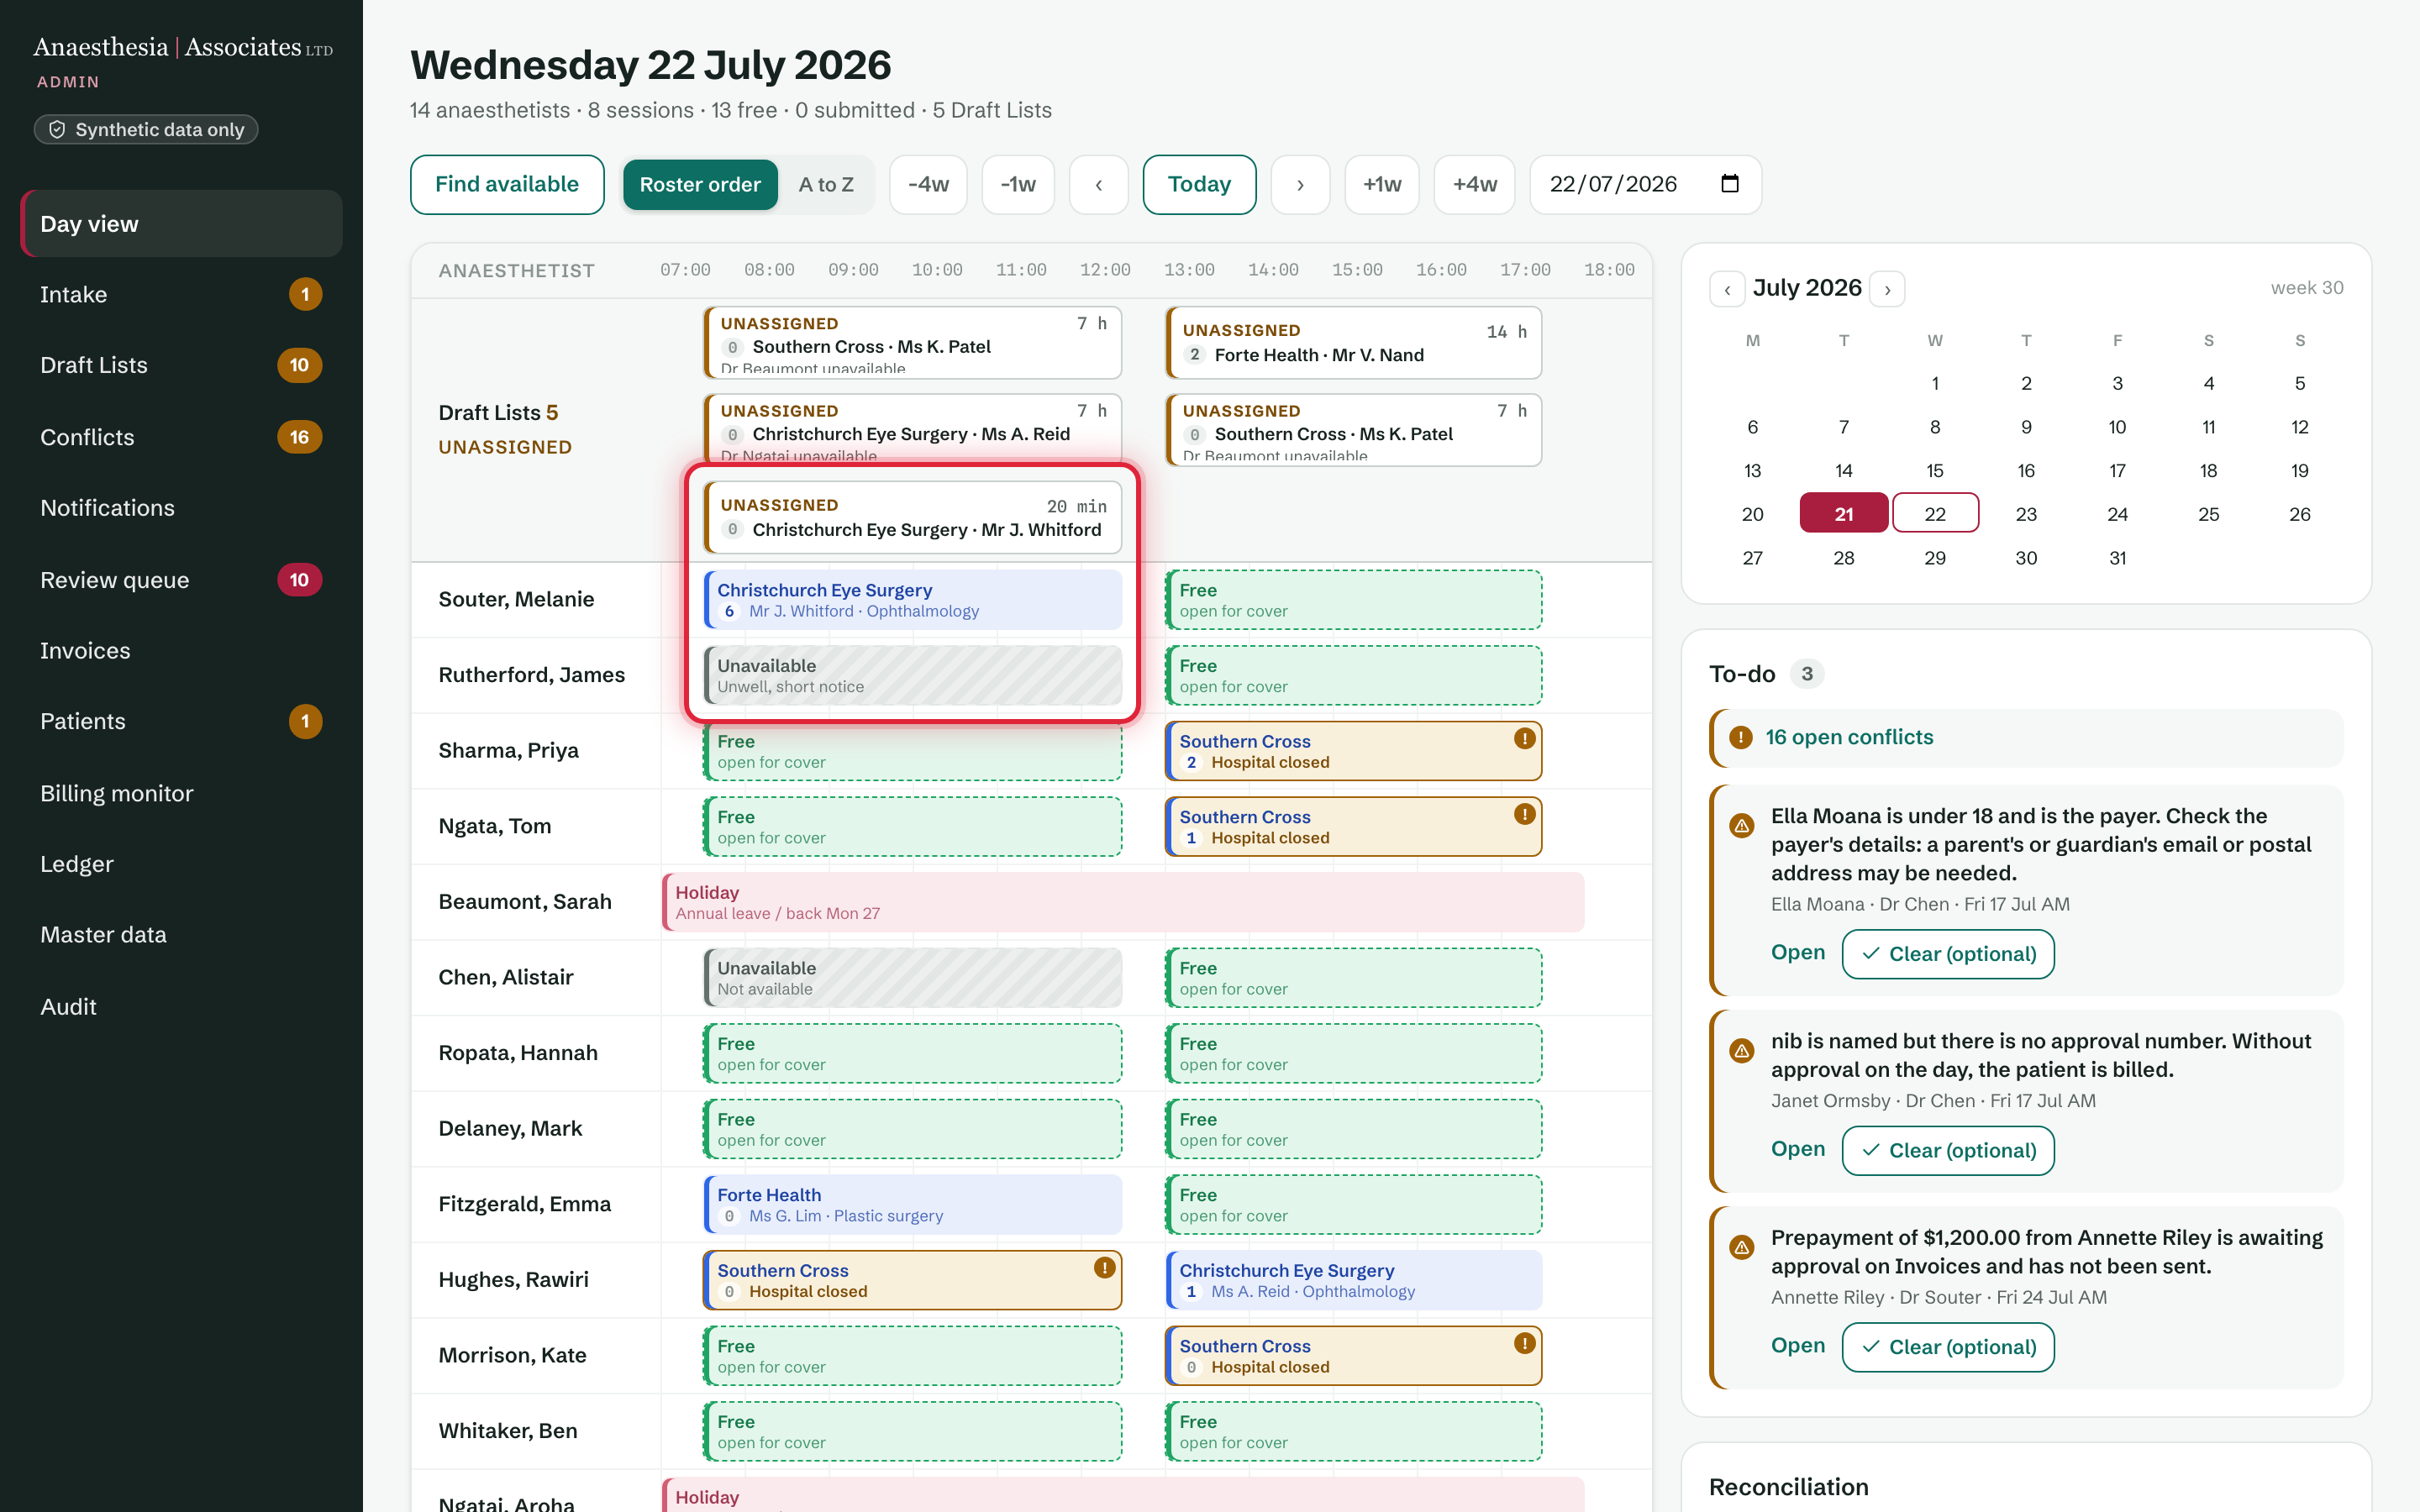 Anaesthesia | Associates LTD
ADMIN
Synthetic data only
Day view
Intake 1
Draft Lists 10
Conflicts 16
Notifications
Review queue 10
Invoices
Patients 1
Billing monitor
Ledger
Master data
Audit
Wednesday 22 July 2026
14 anaesthetists · 8 sessions · 13 free · 0 submitted · 5 Draft Lists
Find available Roster order A to Z -4w -1w ‹ Today › +1w +4w 22/07/2026
ANAESTHETIST 07:00 08:00 09:00 10:00 11:00 12:00 13:00 14:00 15:00 16:00 17:00 18:00
Draft Lists 5
UNASSIGNED
UNASSIGNED 7 h
0 Southern Cross · Ms K. Patel
Dr Beaumont unavailable
UNASSIGNED 14 h
2 Forte Health · Mr V. Nand
UNASSIGNED 7 h
0 Christchurch Eye Surgery · Ms A. Reid
Dr Ngatai unavailable
UNASSIGNED 7 h
0 Southern Cross · Ms K. Patel
Dr Beaumont unavailable
UNASSIGNED 20 min
0 Christchurch Eye Surgery · Mr J. Whitford
Souter, Melanie
Christchurch Eye Surgery
6 Mr J. Whitford · Ophthalmology
Free
open for cover
Rutherford, James
Unavailable
Unwell, short notice
Free
open for cover
Sharma, Priya
Free
open for cover
Southern Cross !
2 Hospital closed
Ngata, Tom
Free
open for cover
Southern Cross !
1 Hospital closed
Beaumont, Sarah
Holiday
Annual leave / back Mon 27
Chen, Alistair
Unavailable
Not available
Free
open for cover
Ropata, Hannah
Free
open for cover
Free
open for cover
Delaney, Mark
Free
open for cover
Free
open for cover
Fitzgerald, Emma
Forte Health
0 Ms G. Lim · Plastic surgery
Free
open for cover
Hughes, Rawiri
Southern Cross !
0 Hospital closed
Christchurch Eye Surgery
1 Ms A. Reid · Ophthalmology
Morrison, Kate
Free
open for cover
Southern Cross !
0 Hospital closed
Whitaker, Ben
Free
open for cover
Free
open for cover
Ngatai, Aroha
Holiday
‹ July 2026 › week 30
M T W T F S S
1 2 3 4 5
6 7 8 9 10 11 12
13 14 15 16 17 18 19
20 21 22 23 24 25 26
27 28 29 30 31
To-do 3
! 16 open conflicts
Ella Moana is under 18 and is the payer. Check the
payer's details: a parent's or guardian's email or postal
address may be needed.
Ella Moana · Dr Chen · Fri 17 Jul AM
Open Clear (optional)
nib is named but there is no approval number. Without
approval on the day, the patient is billed.
Janet Ormsby · Dr Chen · Fri 17 Jul AM
Open Clear (optional)
Prepayment of $1,200.00 from Annette Riley is awaiting
approval on Invoices and has not been sent.
Annette Riley · Dr Souter · Fri 24 Jul AM
Open Clear (optional)
Reconciliation